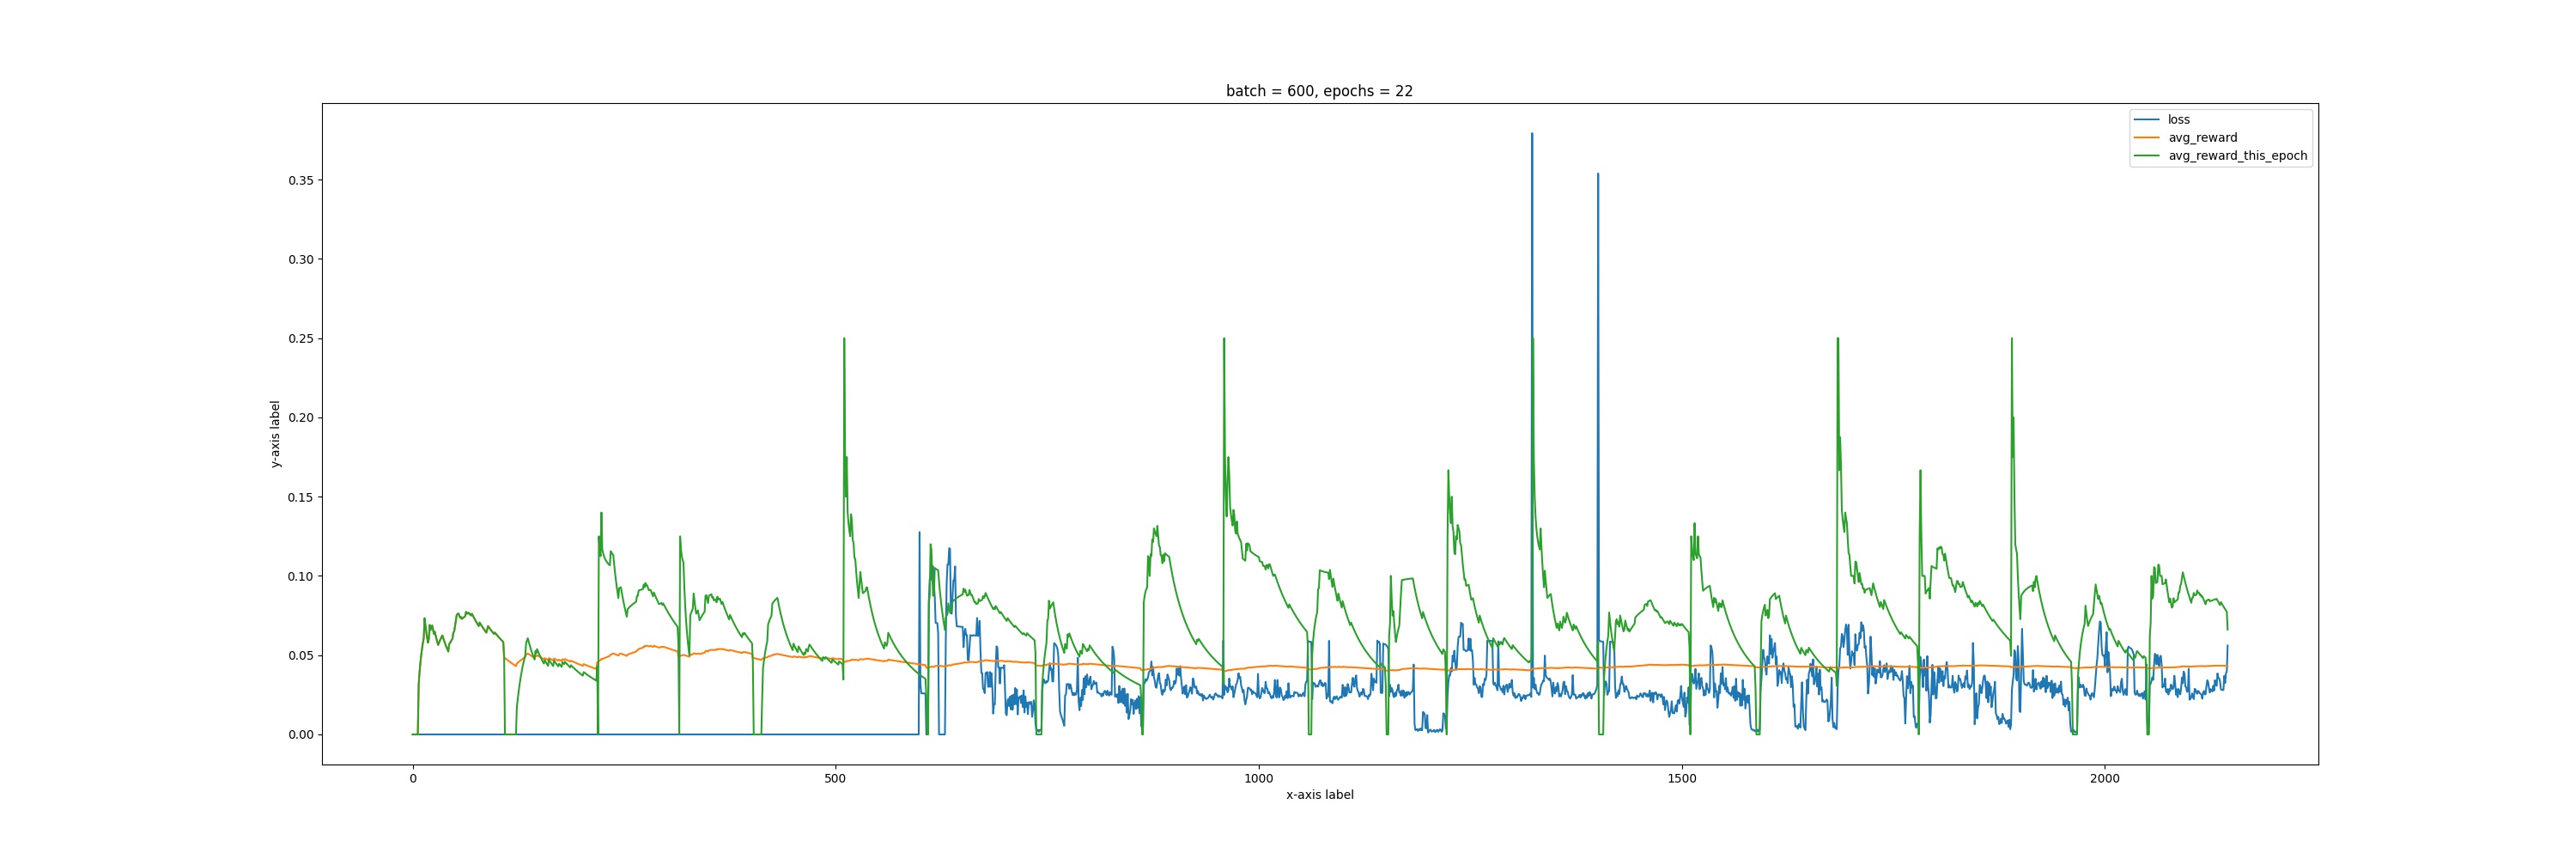 batch = 600, epochs = 22
loss
avg_reward
avg_reward_this_epoch
y-axis label
0.35
0.30
0.25
0.20
0.15
0.10
0.05
0.00
0 500 1000 1500 2000
x-axis label